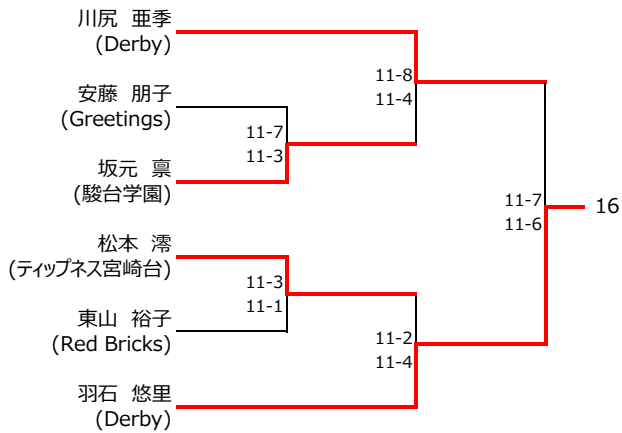 川尻 亜季
(Derby)
11-8
11-4
安藤 朋子
(Greetings)
11-7
11-3
坂元 禀
(駿台学園)
11-7
11-6
16
松本 澪
(ティップネス宮崎台)
11-3
11-1
東山 裕子
(Red Bricks)
11-2
11-4
羽石 悠里
(Derby)